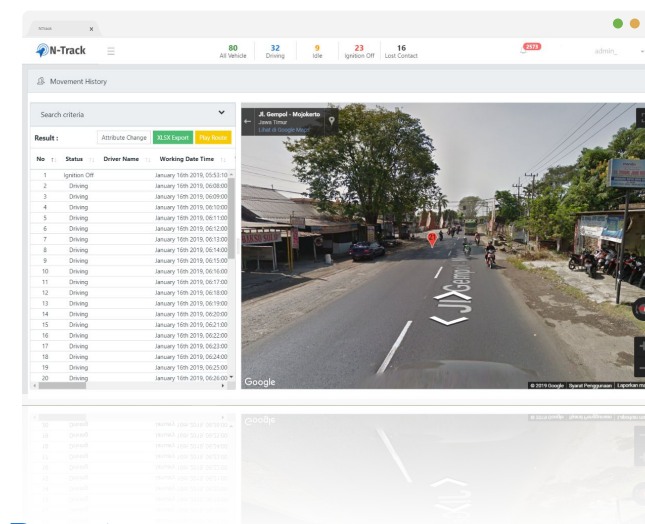 N-Track x
N-Track
80 32 9 23 16 2573
All Vehicle Driving Idle Ignition Off Lost Contact admin_
Movement History
Search criteria
Result : Attribute Change XLSX Export Play Route
No Status Driver Name Working Date Time
1 Ignition Off January 16th 2019, 05:53:10
2 Driving January 16th 2019, 06:08:00
3 Driving January 16th 2019, 06:09:00
4 Driving January 16th 2019, 06:10:00
5 Driving January 16th 2019, 06:11:00
6 Driving January 16th 2019, 06:12:00
7 Driving January 16th 2019, 06:13:00
8 Driving January 16th 2019, 06:14:00
9 Driving January 16th 2019, 06:15:00
10 Driving January 16th 2019, 06:16:00
11 Driving January 16th 2019, 06:17:00
12 Driving January 16th 2019, 06:18:00
13 Driving January 16th 2019, 06:19:00
14 Driving January 16th 2019, 06:20:00
15 Driving January 16th 2019, 06:21:00
16 Driving January 16th 2019, 06:22:00
17 Driving January 16th 2019, 06:23:00
18 Driving January 16th 2019, 06:24:00
19 Driving January 16th 2019, 06:25:00
20 Driving January 16th 2019, 06:26:00
Jl. Gempol - Mojokerto
Jawa Timur
Lihat di Google Maps
BAKSO SOLO
< Jl. Gempol >
Google
© 2019 Google Syarat Penggunaan Laporkan ma